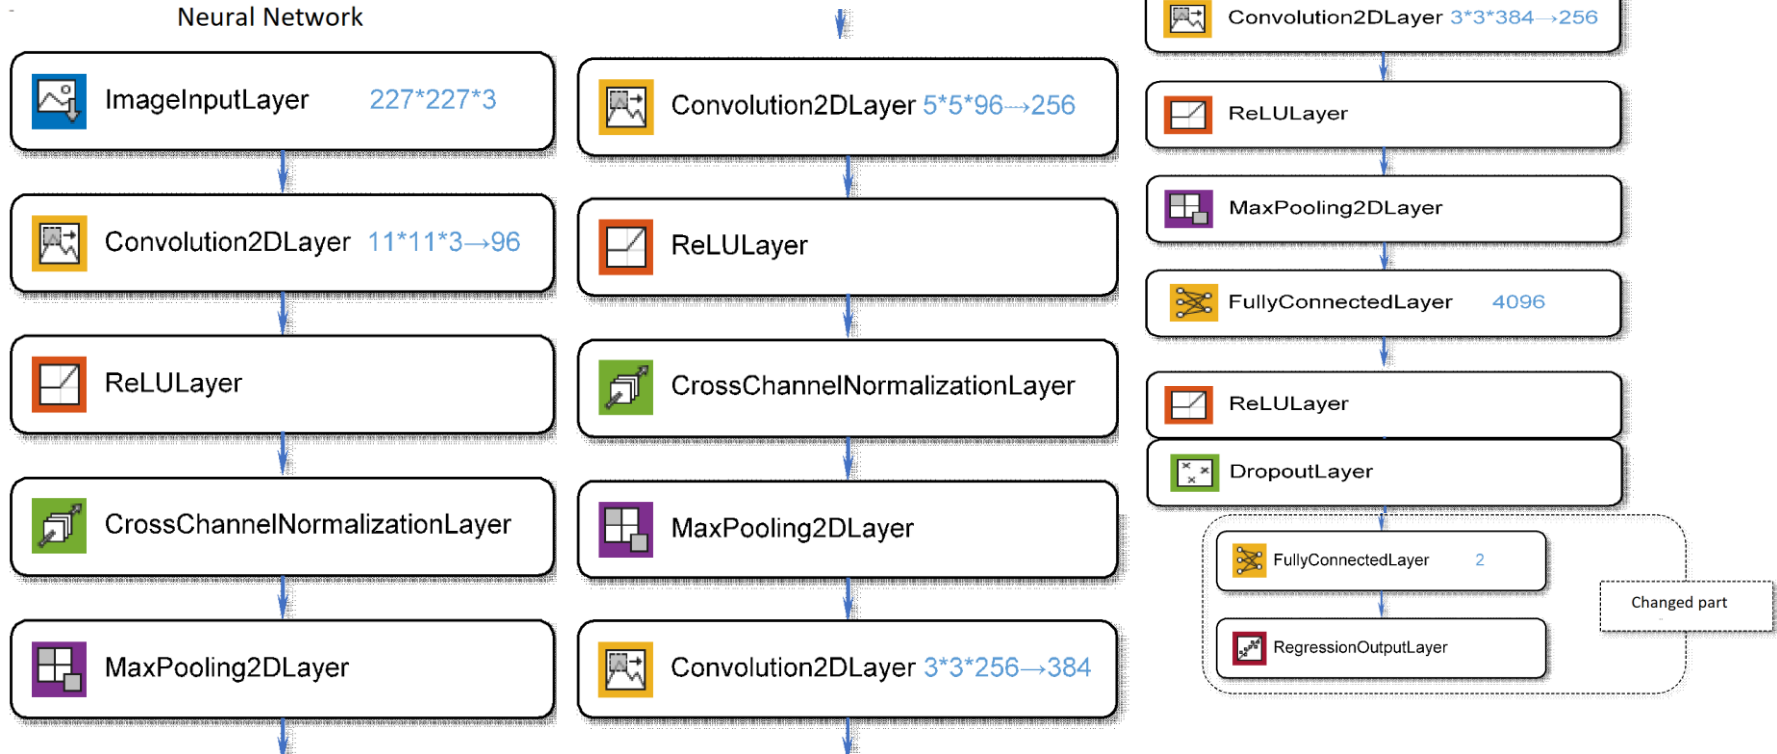 Neural Network
ImageInputLayer 227*227*3
Convolution2DLayer 11*11*3→96
ReLULayer
CrossChannelNormalizationLayer
MaxPooling2DLayer
Convolution2DLayer 5*5*96→256
ReLULayer
CrossChannelNormalizationLayer
MaxPooling2DLayer
Convolution2DLayer 3*3*256→384
Convolution2DLayer 3*3*384→256
ReLULayer
MaxPooling2DLayer
FullyConnectedLayer 4096
ReLULayer
DropoutLayer
FullyConnectedLayer 2
RegressionOutputLayer
Changed part